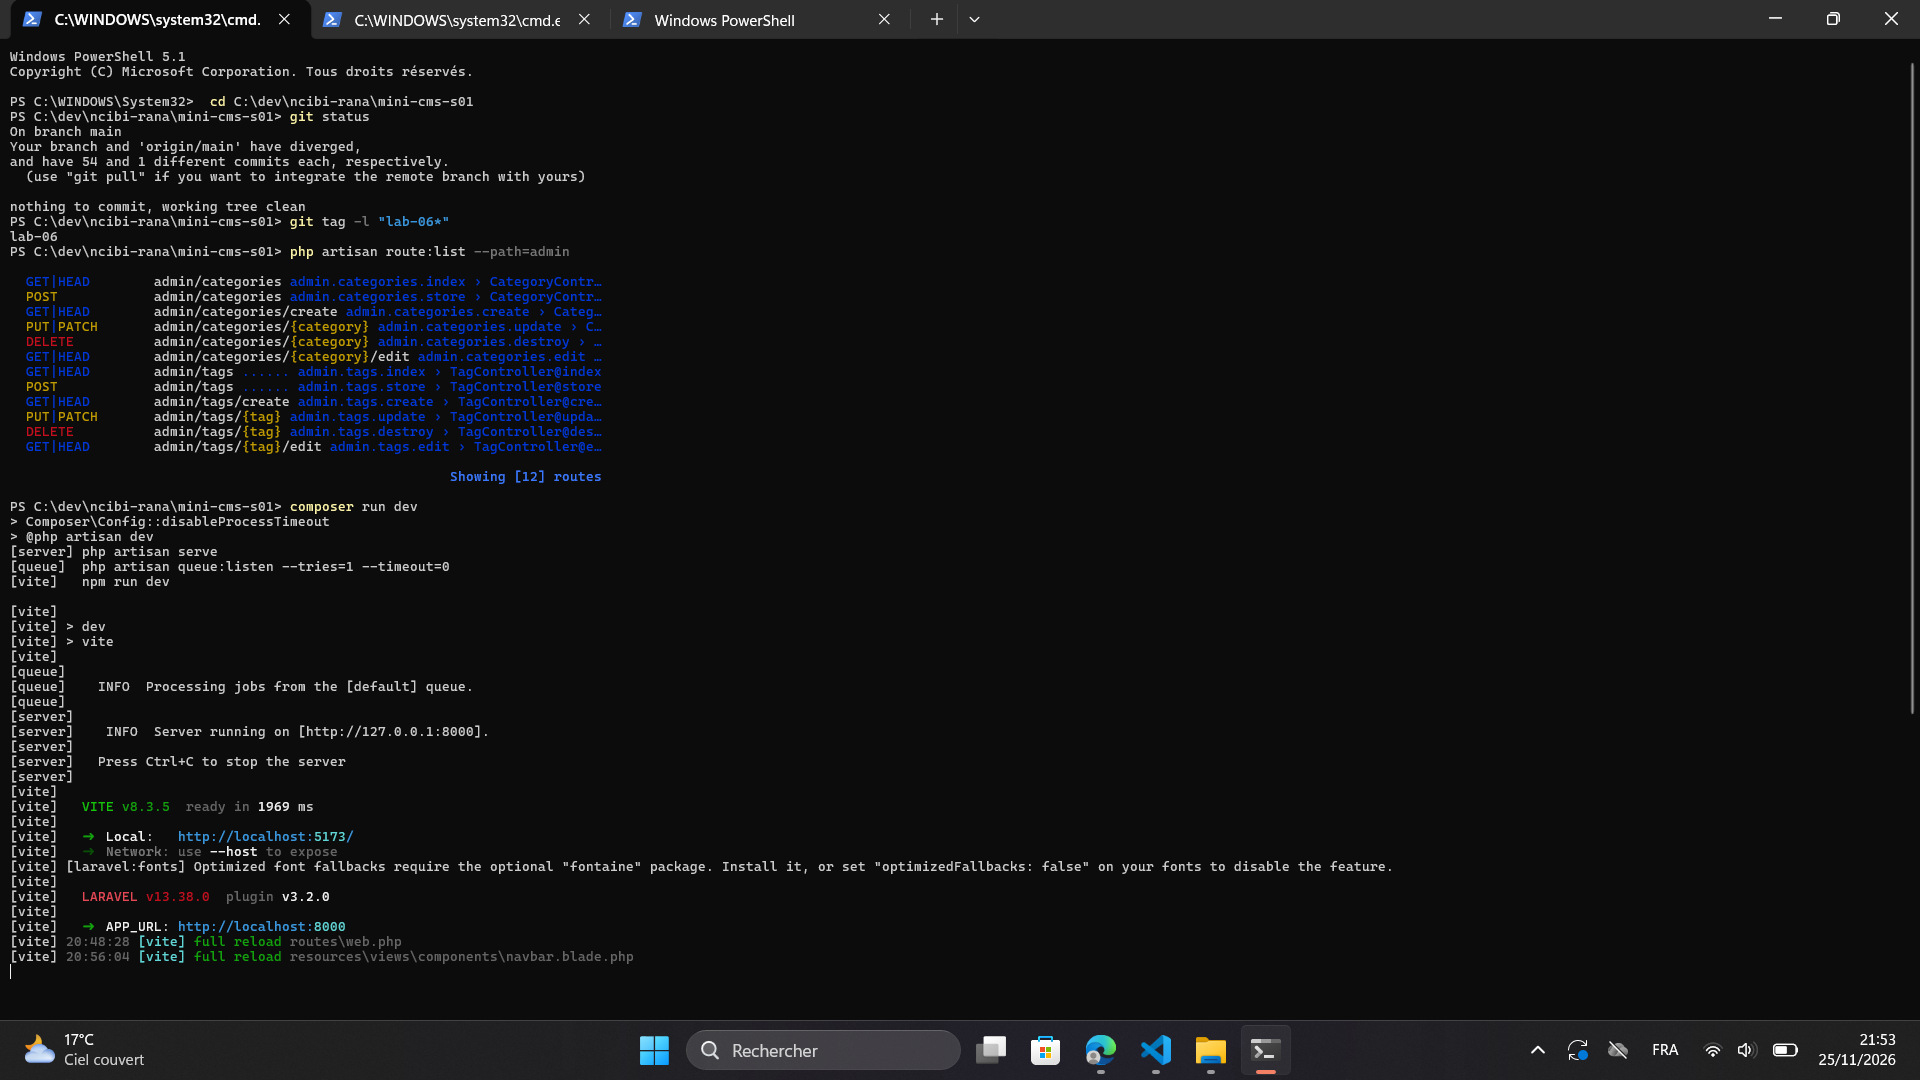 C:\WINDOWS\system32\cmd.
C:\WINDOWS\system32\cmd.e
Windows PowerShell
Windows PowerShell 5.1
Copyright (C) Microsoft Corporation. Tous droits réservés.
PS C:\WINDOWS\System32>  cd C:\dev\ncibi-rana\mini-cms-s01
PS C:\dev\ncibi-rana\mini-cms-s01> git status
On branch main
Your branch and 'origin/main' have diverged,
and have 54 and 1 different commits each, respectively.
  (use "git pull" if you want to integrate the remote branch with yours)
nothing to commit, working tree clean
PS C:\dev\ncibi-rana\mini-cms-s01> git tag -l "lab-06*"
lab-06
PS C:\dev\ncibi-rana\mini-cms-s01> php artisan route:list --path=admin
  GET|HEAD        admin/categories admin.categories.index › CategoryContr…
  POST            admin/categories admin.categories.store › CategoryContr…
  GET|HEAD        admin/categories/create admin.categories.create › Categ…
  PUT|PATCH       admin/categories/{category} admin.categories.update › C…
  DELETE          admin/categories/{category} admin.categories.destroy › …
  GET|HEAD        admin/categories/{category}/edit admin.categories.edit …
  GET|HEAD        admin/tags ...... admin.tags.index › TagController@index
  POST            admin/tags ...... admin.tags.store › TagController@store
  GET|HEAD        admin/tags/create admin.tags.create › TagController@cre…
  PUT|PATCH       admin/tags/{tag} admin.tags.update › TagController@upda…
  DELETE          admin/tags/{tag} admin.tags.destroy › TagController@des…
  GET|HEAD        admin/tags/{tag}/edit admin.tags.edit › TagController@e…
Showing [12] routes
PS C:\dev\ncibi-rana\mini-cms-s01> composer run dev
> Composer\Config::disableProcessTimeout
> @php artisan dev
[server] php artisan serve
[queue]  php artisan queue:listen --tries=1 --timeout=0
[vite]   npm run dev
[vite]
[vite] > dev
[vite] > vite
[vite]
[queue]
[queue]    INFO  Processing jobs from the [default] queue.
[queue]
[server]
[server]    INFO  Server running on [http://127.0.0.1:8000].
[server]
[server]   Press Ctrl+C to stop the server
[server]
[vite]
[vite]   VITE v8.3.5  ready in 1969 ms
[vite]
[vite]   ➜ Local:   http://localhost:5173/
[vite]   ➜ Network: use --host to expose
[vite] [laravel:fonts] Optimized font fallbacks require the optional "fontaine" package. Install it, or set "optimizedFallbacks: false" on your fonts to disable the feature.
[vite]
[vite]   LARAVEL v13.38.0  plugin v3.2.0
[vite]
[vite]   ➜ APP_URL: http://localhost:8000
[vite] 20:48:28 [vite] full reload routes\web.php
[vite] 20:56:04 [vite] full reload resources\views\components\navbar.blade.php
17°C
Ciel couvert
Rechercher
FRA
21:53
25/11/2026